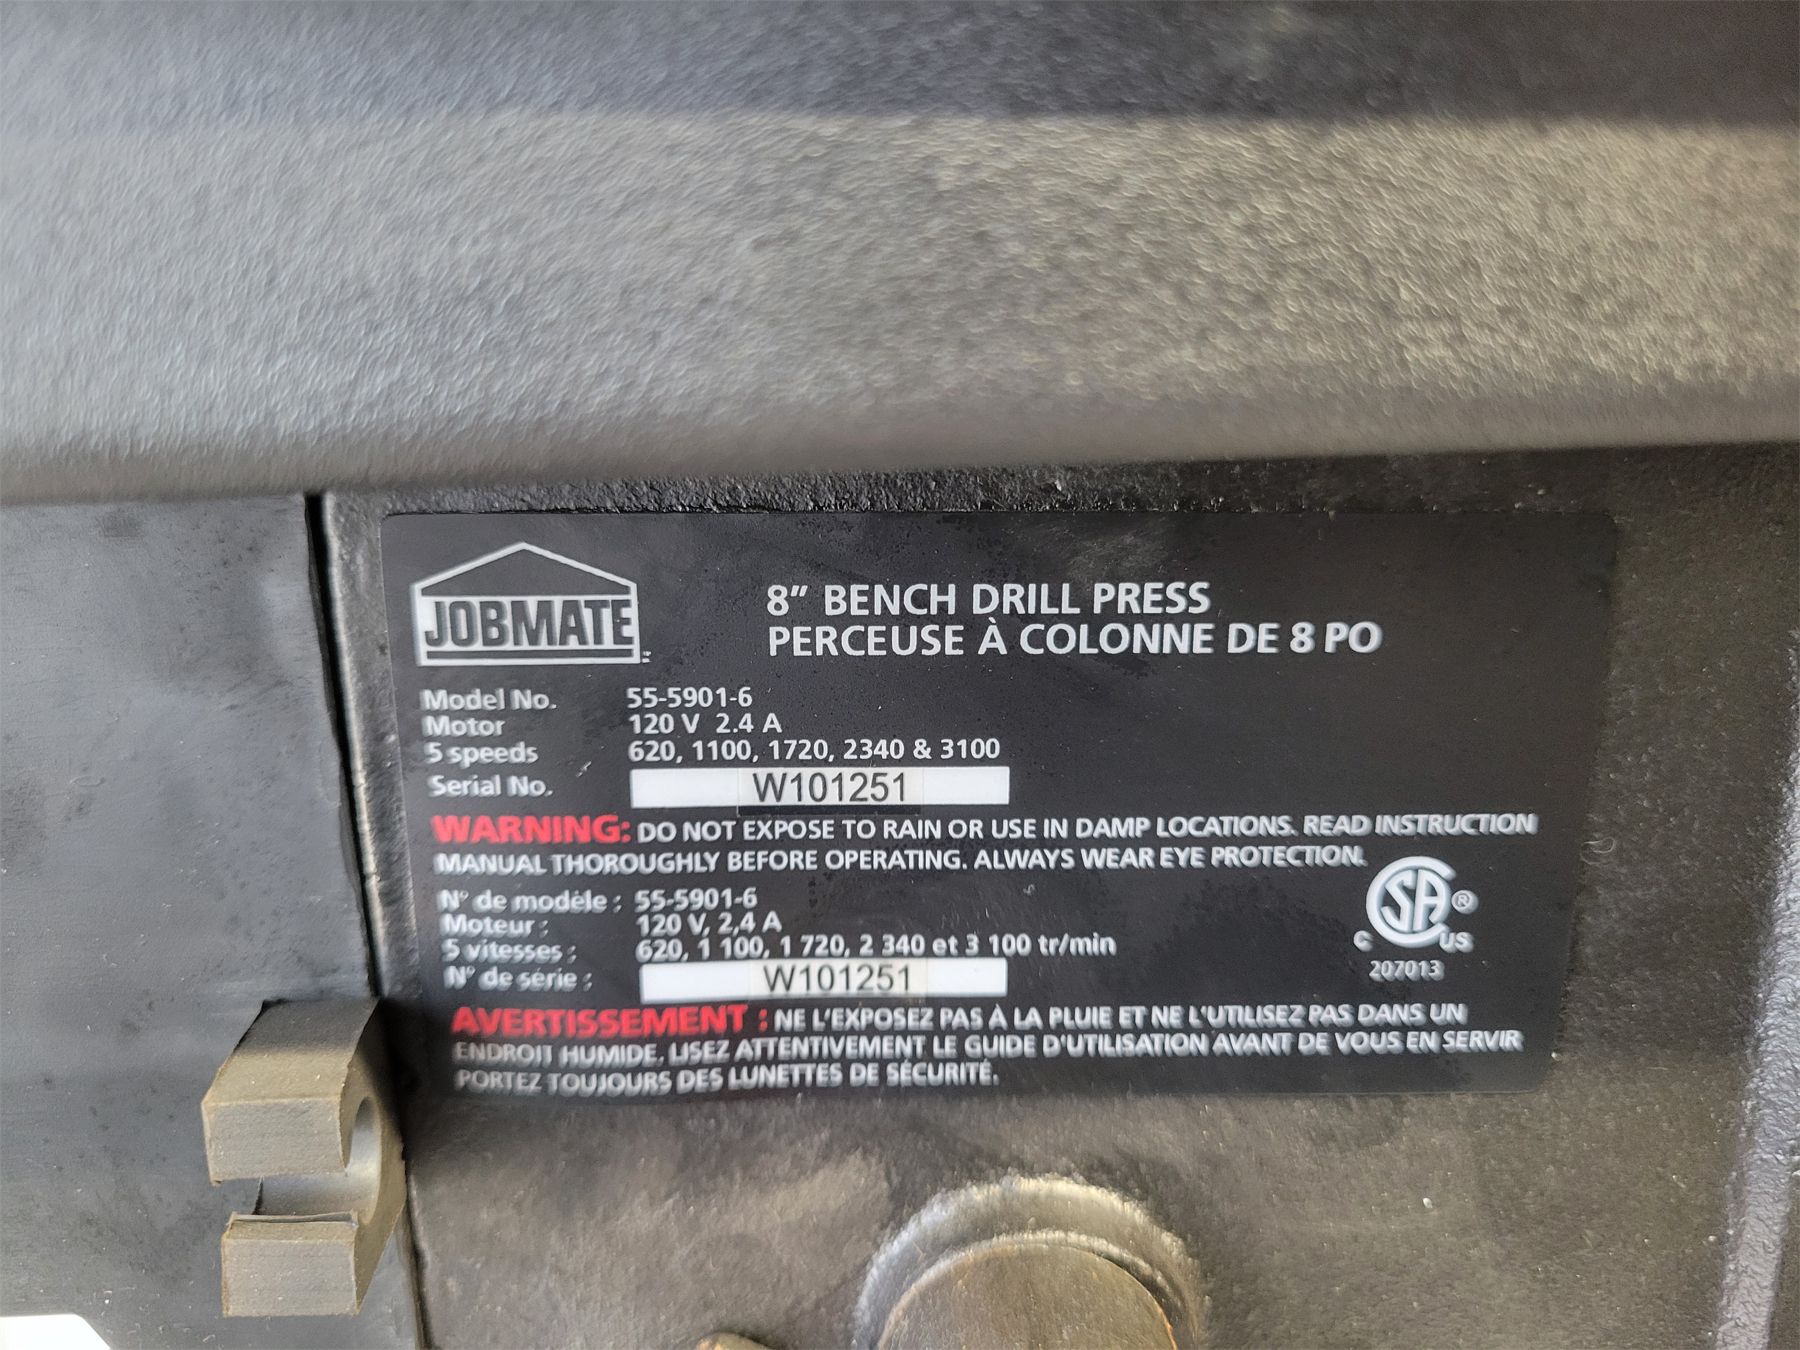 JOBMATE
8" BENCH DRILL PRESS
PERCEUSE À COLONNE DE 8 PO
Model No. 55-5901-6
Motor 120 V 2.4 A
5 speeds 620, 1100, 1720, 2340 & 3100
Serial No. W101251
WARNING: DO NOT EXPOSE TO RAIN OR USE IN DAMP LOCATIONS. READ INSTRUCTION
MANUAL THOROUGHLY BEFORE OPERATING. ALWAYS WEAR EYE PROTECTION.
N° de modèle : 55-5901-6
Moteur : 120 V, 2,4 A
5 vitesses : 620, 1 100, 1 720, 2 340 et 3 100 tr/min
N° de série : W101251
SA ®
C US
207013
AVERTISSEMENT : NE L'EXPOSEZ PAS À LA PLUIE ET NE L'UTILISEZ PAS DANS UN
ENDROIT HUMIDE, LISEZ ATTENTIVEMENT LE GUIDE D'UTILISATION AVANT DE VOUS EN SERVIR
PORTEZ TOUJOURS DES LUNETTES DE SÉCURITÉ.